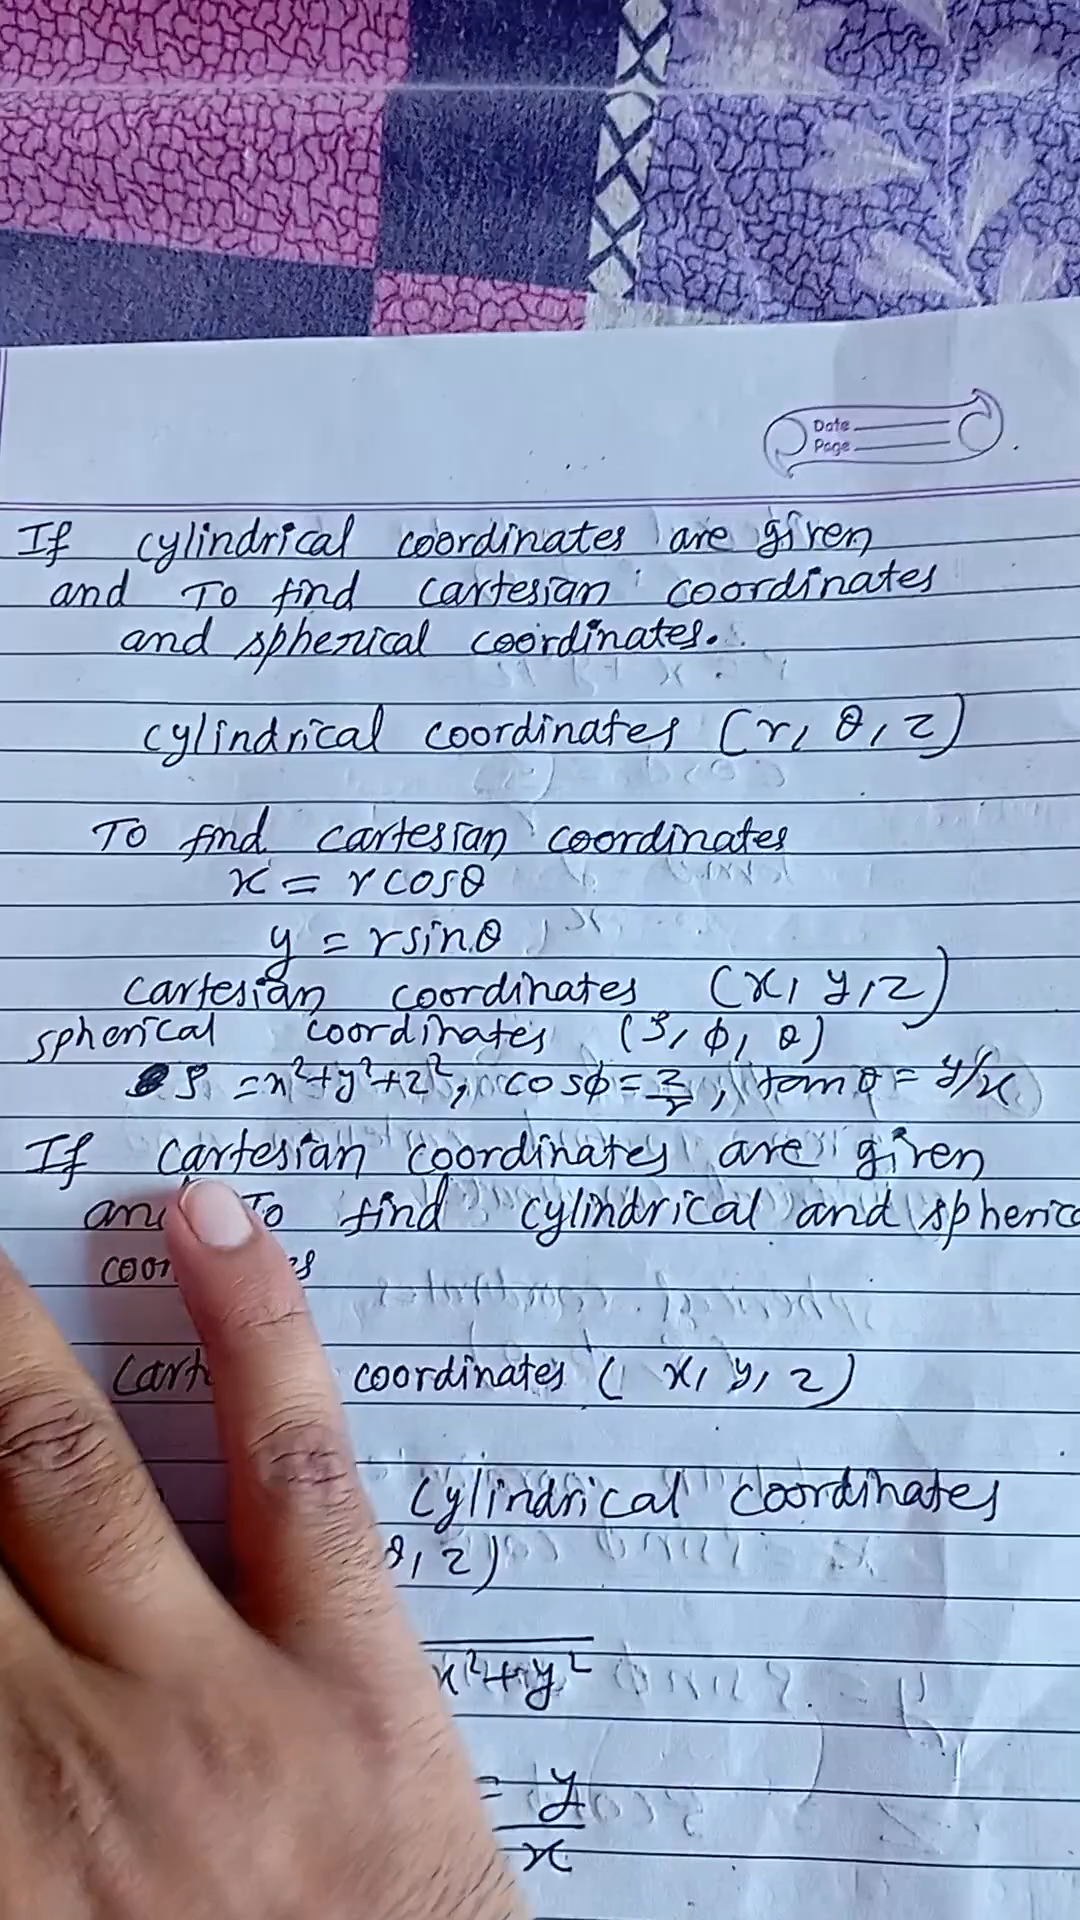 Date
Page
If cylindrical coordinates are given
and To find cartesian coordinates
and spherical coordinates.
cylindrical coordinates (r, θ, z)
To find cartesian coordinates
x = r cosθ
y = r sinθ
cartesian coordinates (x, y, z)
spherical coordinates (ρ, φ, θ)
ρ = x²+y²+z², cosφ = z/r, tanθ = y/x
If cartesian coordinates are given
To find cylindrical and spheric
coordinates (x, y, z)
cylindrical coordinates
θ, z)
x²+y²
= y/x